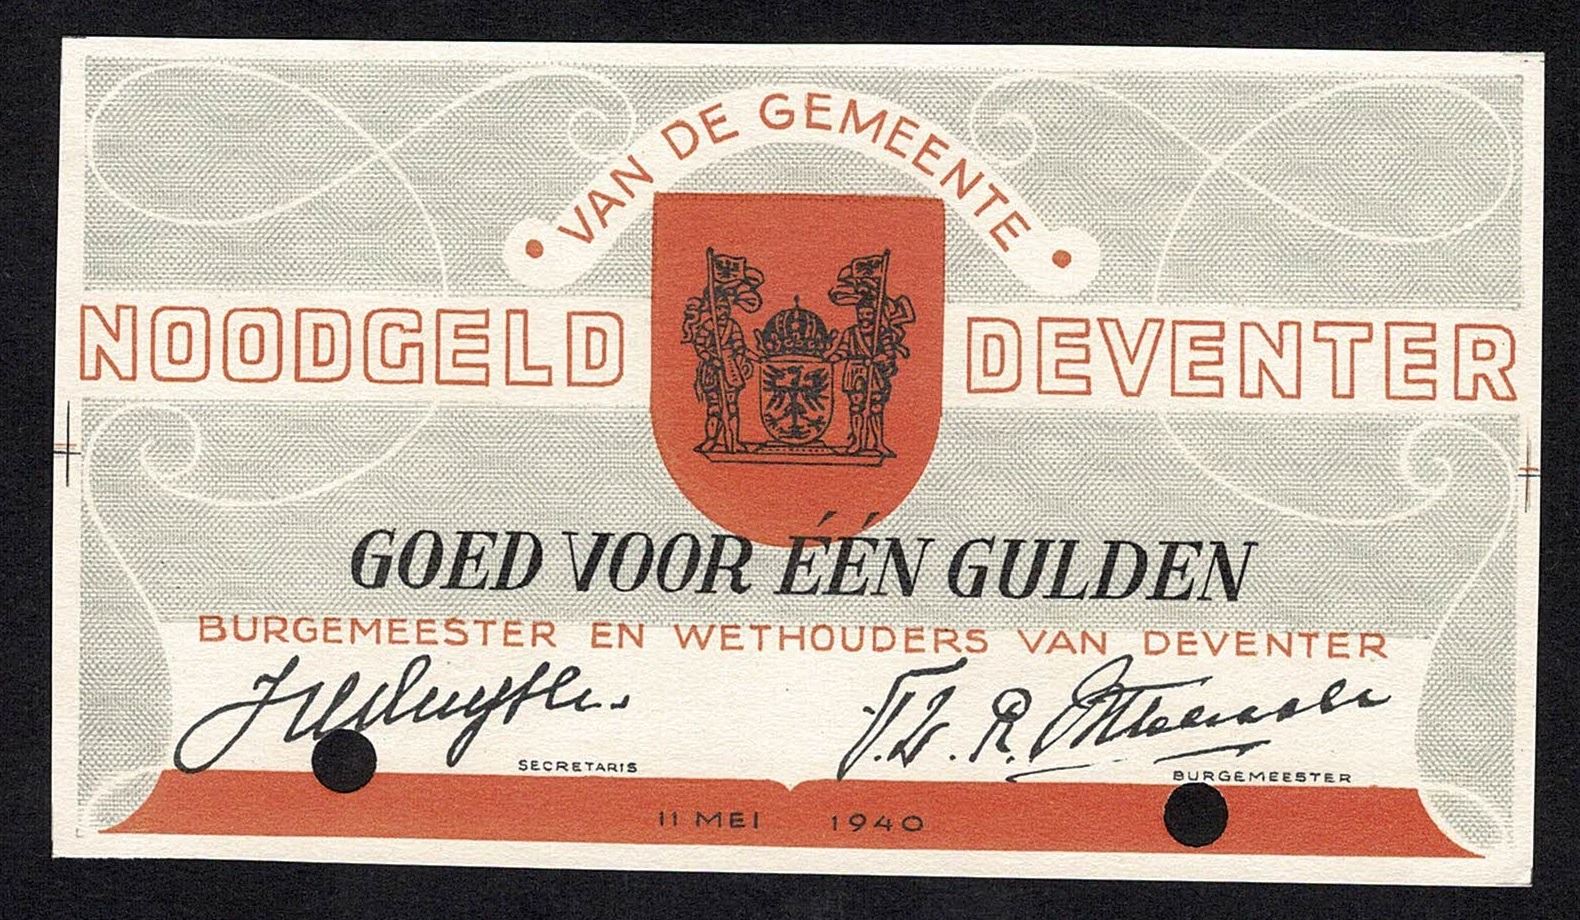 VAN DE GEMEENTE
NOODGELD DEVENTER
GOED VOOR ÉÉN GULDEN
BURGEMEESTER EN WETHOUDERS VAN DEVENTER
SECRETARIS
BURGEMEESTER
11 MEI 1940